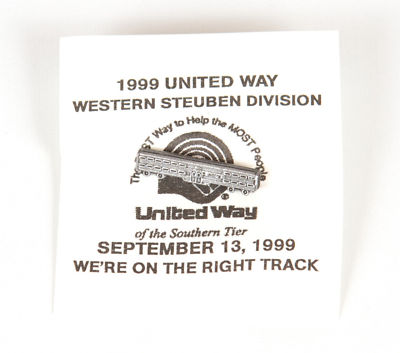 1999 UNITED WAY
WESTERN STEUBEN DIVISION
The BEST Way to Help the MOST People
®
United Way
of the Southern Tier
SEPTEMBER 13, 1999
WE'RE ON THE RIGHT TRACK